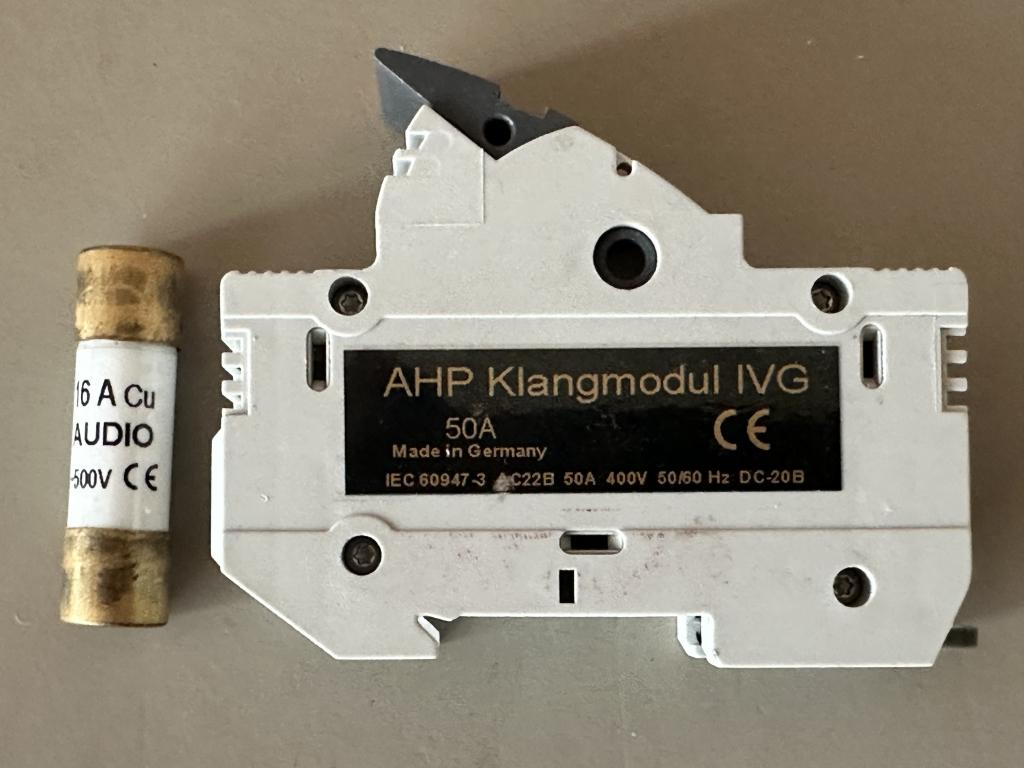 16 A Cu
AUDIO
~500V CE
AHP Klangmodul IVG
50A CE
Made in Germany
IEC 60947-3 AC22B 50A 400V 50/60 Hz DC-20B